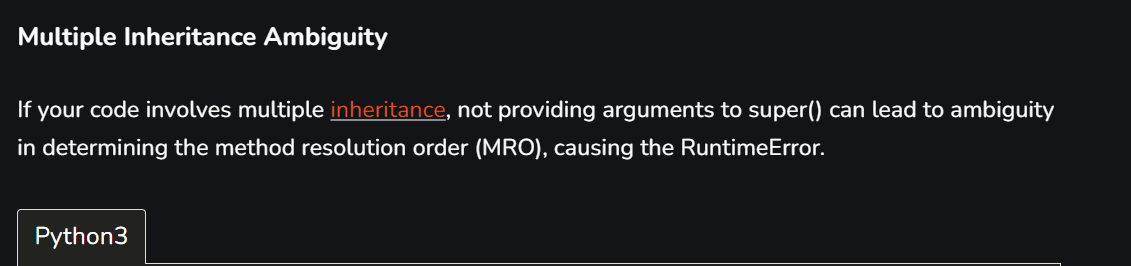 Multiple Inheritance Ambiguity
If your code involves multiple inheritance, not providing arguments to super() can lead to ambiguity
in determining the method resolution order (MRO), causing the RuntimeError.
Python3